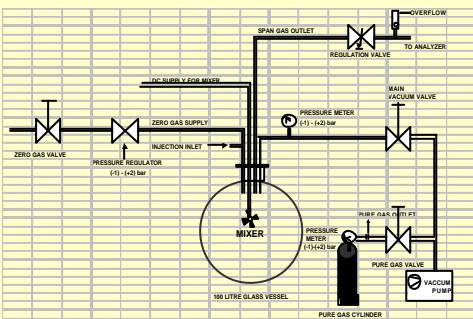 OVERFLOW
SPAN GAS OUTLET
REGULATION VALVE
TO ANALYZER
DC SUPPLY FOR MIXER
MAIN
VACUUM VALVE
PRESSURE METER
(-1) - (+2) bar
ZERO GAS SUPPLY
INJECTION INLET
ZERO GAS VALVE
PRESSURE REGULATOR
(-1) - (+2) bar
PURE GAS OUTLET
MIXER
PRESSURE
METER
(-1)-(+2) bar
PURE GAS VALVE
VACCUM
PUMP
100 LITRE GLASS VESSEL
PURE GAS CYLINDER